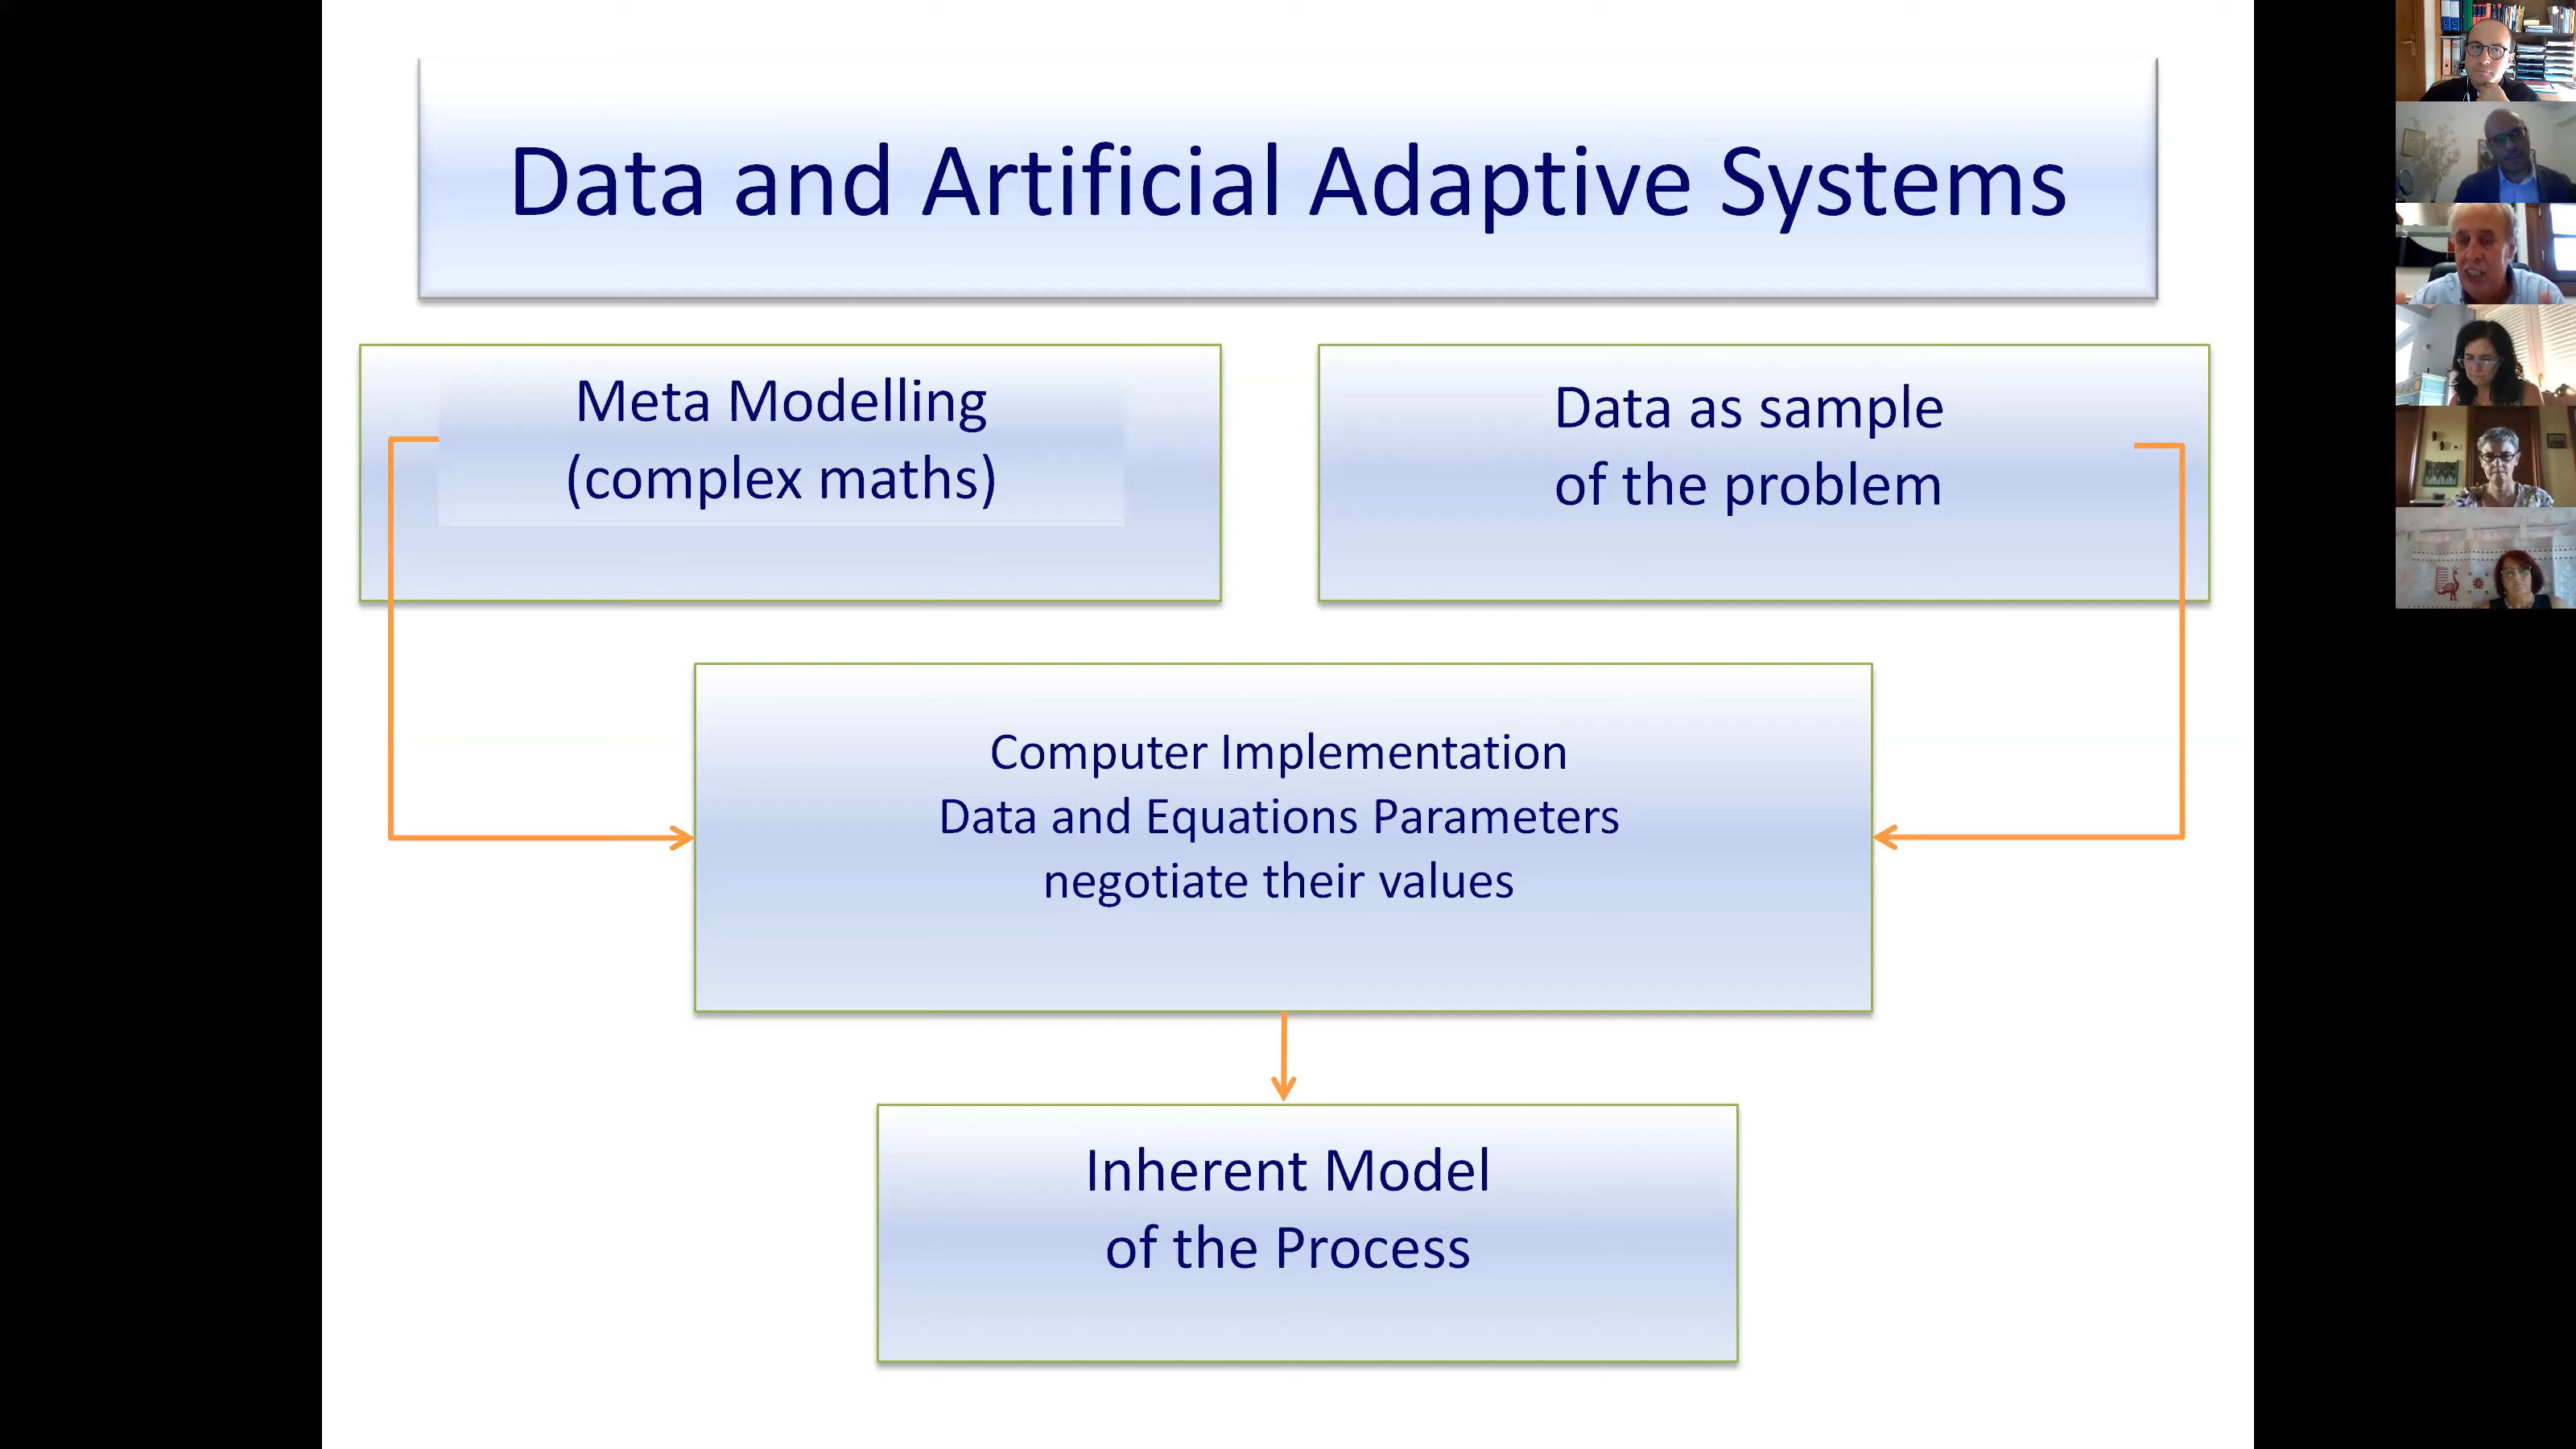 Data and Artificial Adaptive Systems
Meta Modelling
(complex maths)
Data as sample
of the problem
Computer Implementation
Data and Equations Parameters
negotiate their values
Inherent Model
of the Process